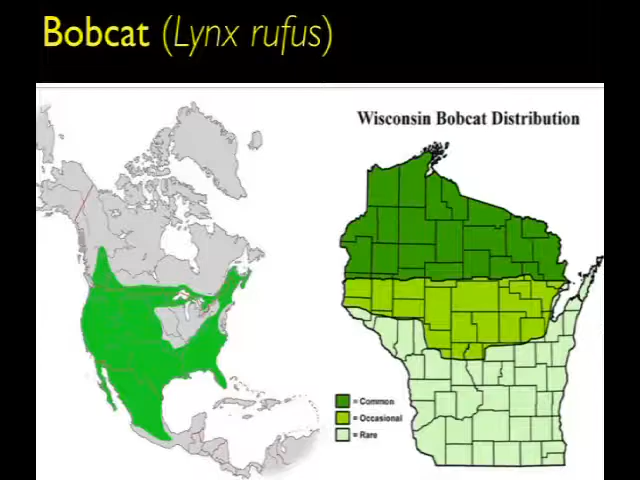 Bobcat (Lynx rufus)
Wisconsin Bobcat Distribution
= Common
= Occasional
= Rare